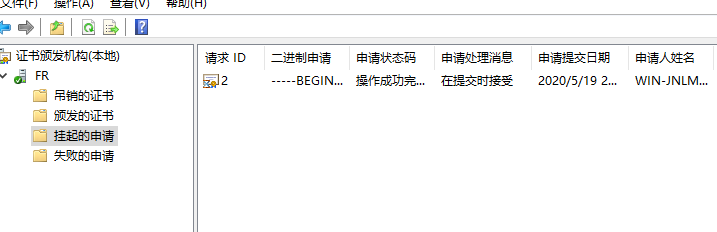 文件(F) 操作(A) 查看(V) 帮助(H)
证书颁发机构(本地)
FR
吊销的证书
颁发的证书
挂起的申请
失败的申请
请求 ID 二进制申请 申请状态码 申请处理消息 申请提交日期 申请人姓名
2 -----BEGIN... 操作成功完... 在提交时接受 2020/5/19 2... WIN-JNLM...